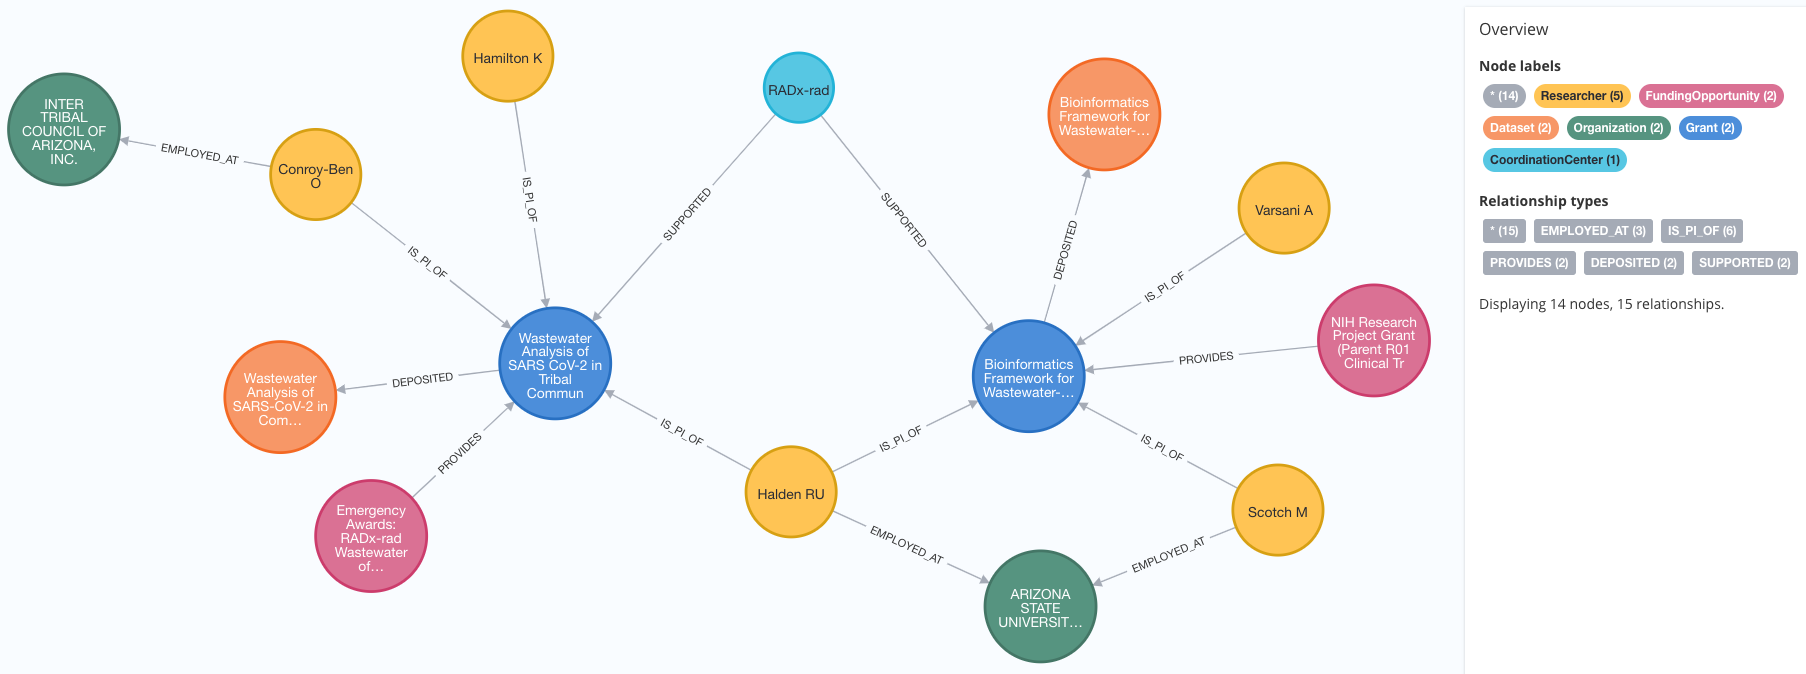 INTER
TRIBAL
COUNCIL OF
ARIZONA,
INC.
EMPLOYED_AT
Conroy-Ben
O
Hamilton K
IS_PI_OF
IS_PI_OF
RADx-rad
SUPPORTED
SUPPORTED
Bioinformatics
Framework for
Wastewater-...
DEPOSITED
Varsani A
IS_PI_OF
NIH Research
Project Grant
(Parent R01
Clinical Tr
PROVIDES
Wastewater
Analysis of
SARS CoV-2 in
Tribal
Commun
Bioinformatics
Framework for
Wastewater-...
DEPOSITED
Wastewater
Analysis of
SARS-CoV-2 in
Com...
PROVIDES
Emergency
Awards:
RADx-rad
Wastewater
of...
IS_PI_OF
IS_PI_OF
Halden RU
EMPLOYED_AT
IS_PI_OF
Scotch M
EMPLOYED_AT
ARIZONA
STATE
UNIVERSIT...
Overview
Node labels
* (14) Researcher (5) FundingOpportunity (2)
Dataset (2) Organization (2) Grant (2)
CoordinationCenter (1)
Relationship types
* (15) EMPLOYED_AT (3) IS_PI_OF (6)
PROVIDES (2) DEPOSITED (2) SUPPORTED (2)
Displaying 14 nodes, 15 relationships.